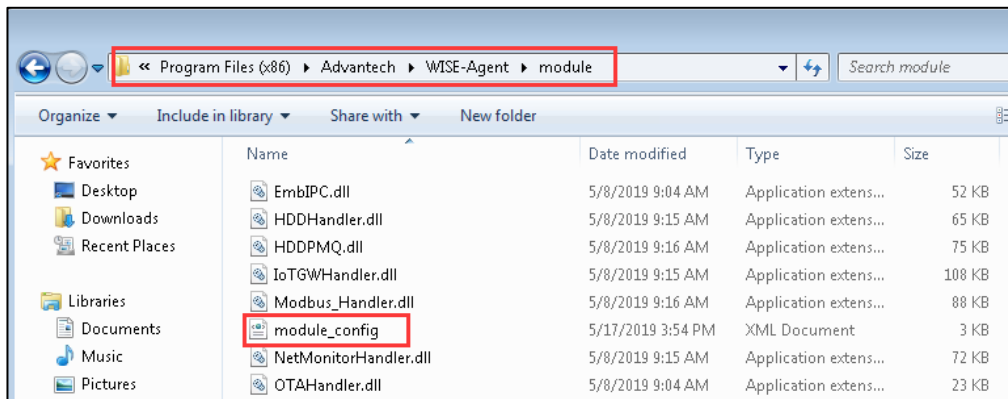 « Program Files (x86) ▸ Advantech ▸ WISE-Agent ▸ module
Search module
Organize ▾ Include in library ▾ Share with ▾ New folder
Name Date modified Type Size
Favorites
Desktop
Downloads
Recent Places
Libraries
Documents
Music
Pictures
EmbIPC.dll 5/8/2019 9:04 AM Application extens... 52 KB
HDDHandler.dll 5/8/2019 9:15 AM Application extens... 65 KB
HDDPMQ.dll 5/8/2019 9:16 AM Application extens... 75 KB
IoTGWHandler.dll 5/8/2019 9:15 AM Application extens... 108 KB
Modbus_Handler.dll 5/8/2019 9:16 AM Application extens... 88 KB
module_config 5/17/2019 3:54 PM XML Document 3 KB
NetMonitorHandler.dll 5/8/2019 9:15 AM Application extens... 72 KB
OTAHandler.dll 5/8/2019 9:04 AM Application extens... 23 KB